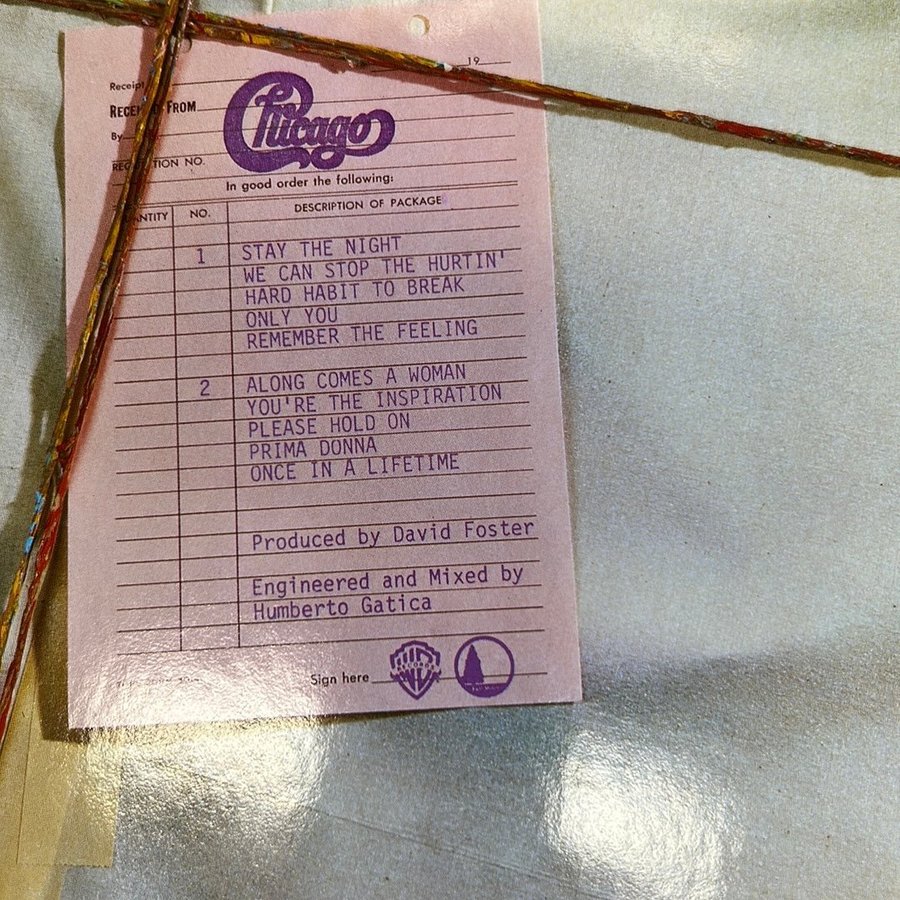 19
Receipt
RECEIVED FROM
Chicago
By
NO.
In good order the following:
NO. DESCRIPTION OF PACKAGE
1 STAY THE NIGHT
WE CAN STOP THE HURTIN'
HARD HABIT TO BREAK
ONLY YOU
REMEMBER THE FEELING
2 ALONG COMES A WOMAN
YOU'RE THE INSPIRATION
PLEASE HOLD ON
PRIMA DONNA
ONCE IN A LIFETIME
Produced by David Foster
Engineered and Mixed by
Humberto Gatica
Sign here
WB RECORDS